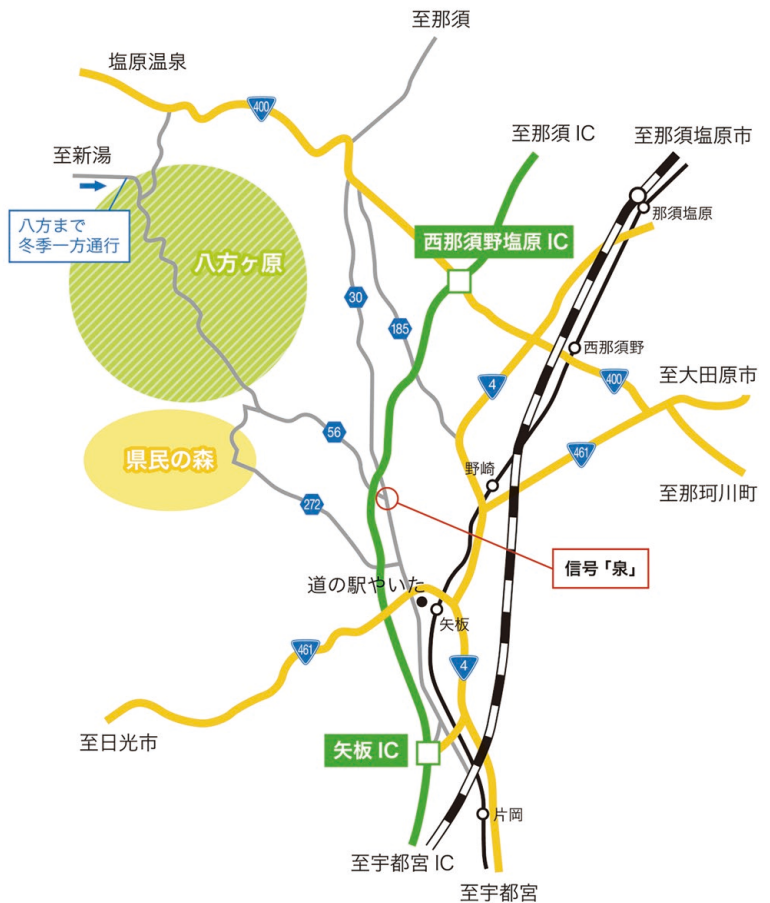 至那須
塩原温泉
400
至那須 IC
至那須塩原市
至新湯
八方まで
冬季一方通行
那須塩原
西那須野塩原 IC
八方ヶ原
30
185
西那須野
4
400
至大田原市
56
県民の森
461
野崎
272
至那珂川町
信号「泉」
道の駅やいた
矢板
461
4
至日光市
矢板 IC
片岡
至宇都宮 IC
至宇都宮